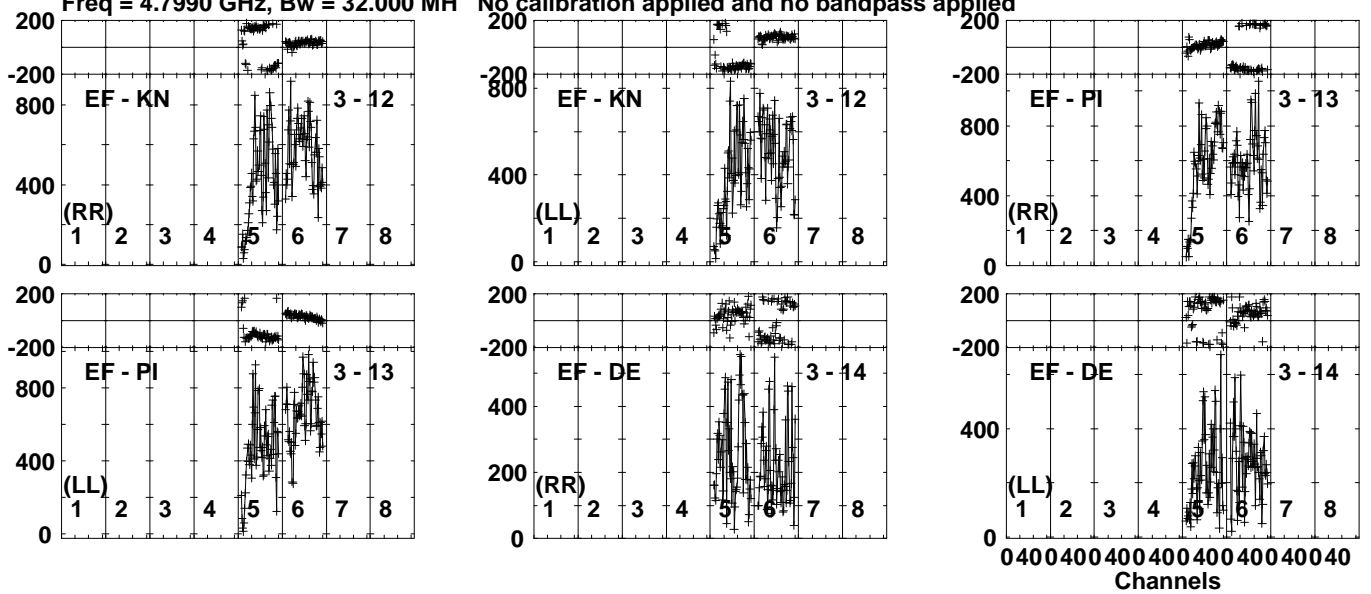 Freq = 4.7990 GHz, Bw = 32.000 MH No calibration applied and no bandpass applied
200
-200
EF - KN 3 - 12
800
400
(RR)
1 2 3 4 5 6 7 8
0
200
-200
EF - KN 3 - 12
800
400
(LL)
1 2 3 4 5 6 7 8
0
200
-200
EF - PI 3 - 13
800
400
(RR)
1 2 3 4 5 6 7 8
0
200
-200
EF - PI 3 - 13
800
400
(LL)
1 2 3 4 5 6 7 8
0
200
-200
EF - DE 3 - 14
400
200
(RR)
1 2 3 4 5 6 7 8
0
200
-200
EF - DE 3 - 14
400
(LL)
1 2 3 4 5 6 7 8
0
0 40 0 40 0 40 0 40 0 40 0 40 0 40 0 40
Channels